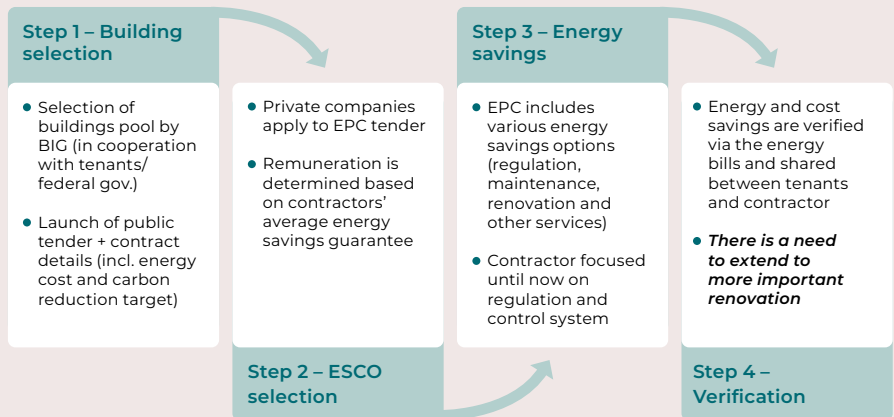 Step 1 – Building
selection
• Selection of
buildings pool by
BIG (in cooperation
with tenants/
federal gov.)
• Launch of public
tender + contract
details (incl. energy
cost and carbon
reduction target)
• Private companies
apply to EPC tender
• Remuneration is
determined based
on contractors’
average energy
savings guarantee
Step 2 – ESCO
selection
Step 3 – Energy
savings
• EPC includes
various energy
savings options
(regulation,
maintenance,
renovation and
other services)
• Contractor focused
until now on
regulation and
control system
• Energy and cost
savings are verified
via the energy
bills and shared
between tenants
and contractor
• There is a need
to extend to
more important
renovation
Step 4 –
Verification